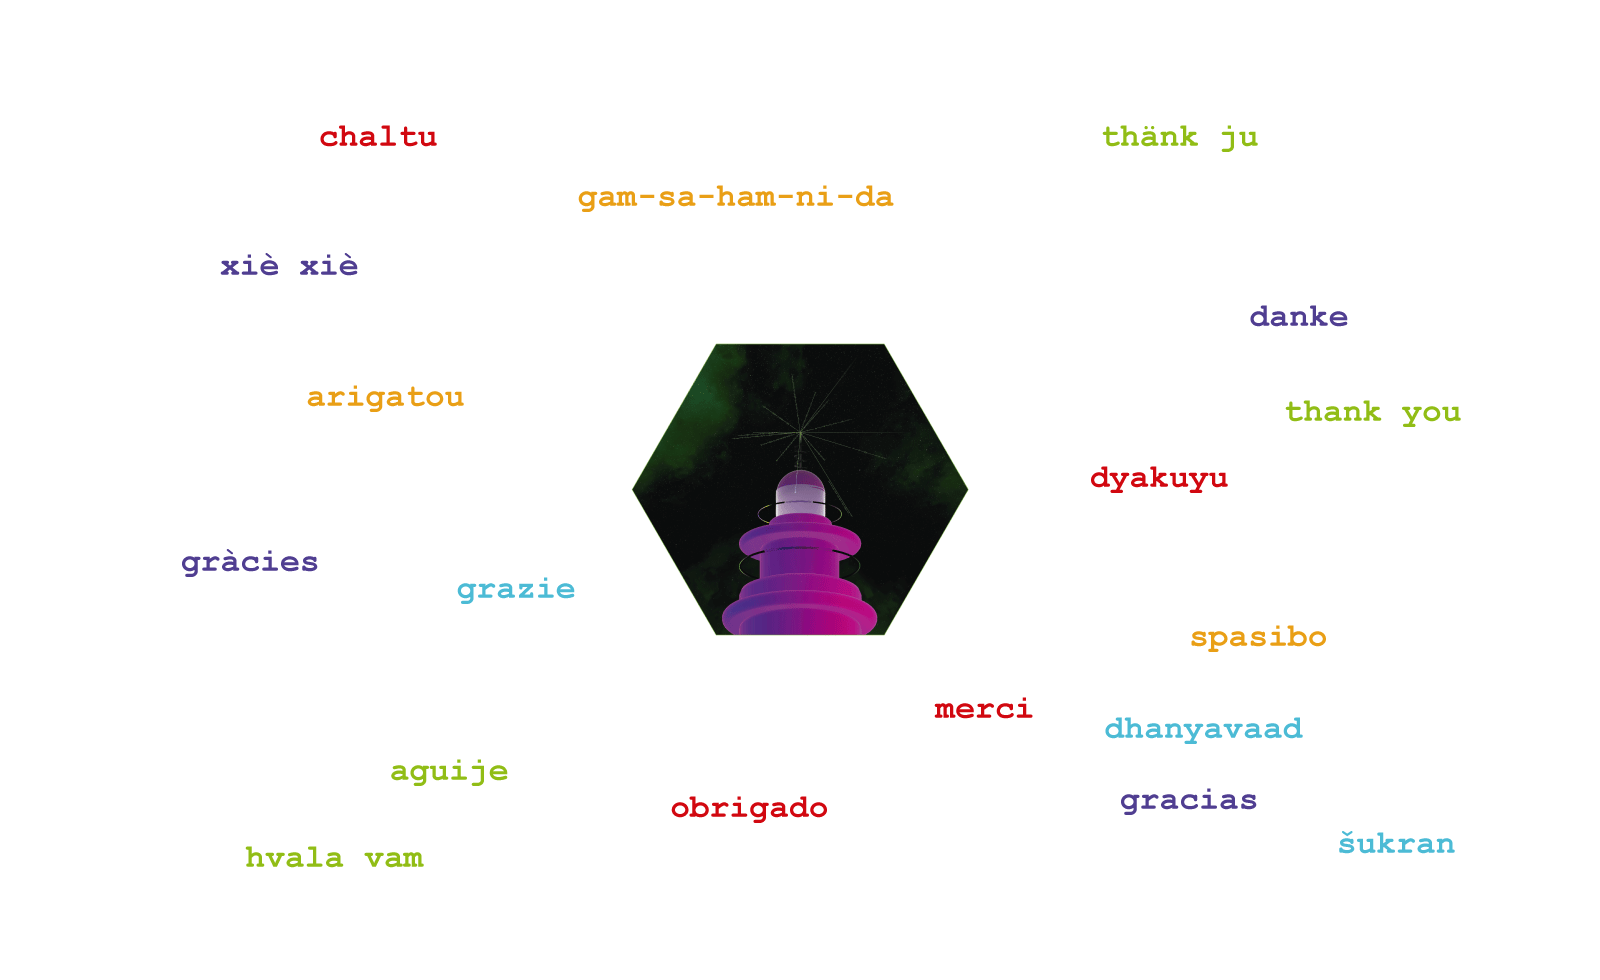 chaltu
thänk ju
gam-sa-ham-ni-da
xiè xiè
danke
arigatou
thank you
dyakuyu
gràcies
grazie
spasibo
merci
dhanyavaad
aguije
gracias
obrigado
šukran
hvala vam